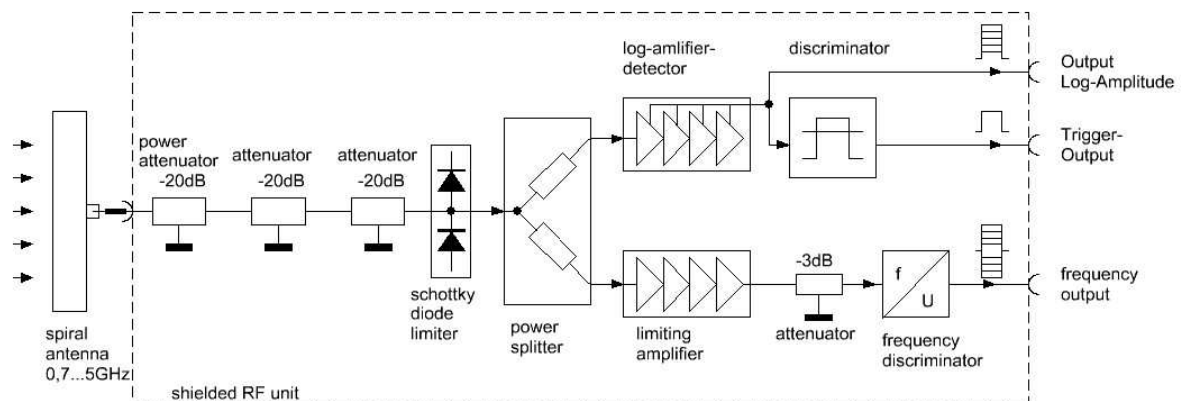 log-amlifier-
detector
discriminator
Output
Log-Amplitude
power
attenuator
-20dB
attenuator
-20dB
attenuator
-20dB
Trigger-
Output
-3dB
f
U
frequency
output
spiral
antenna
0,7...5GHz
schottky
diode
limiter
power
splitter
limiting
amplifier
attenuator
frequency
discriminator
shielded RF unit